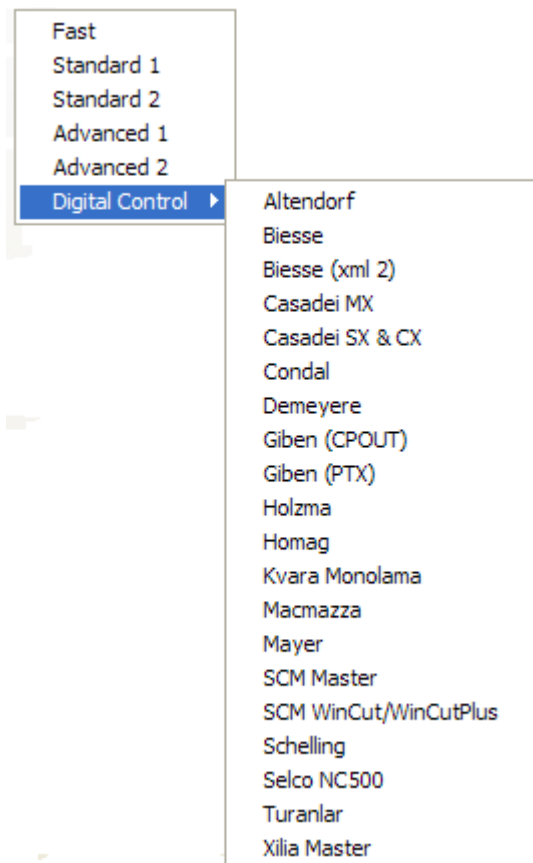 Fast
Standard 1
Standard 2
Advanced 1
Advanced 2
Digital Control
Altendorf
Biesse
Biesse (xml 2)
Casadei MX
Casadei SX & CX
Condal
Demeyere
Giben (CPOUT)
Giben (PTX)
Holzma
Homag
Kvara Monolama
Macmazza
Mayer
SCM Master
SCM WinCut/WinCutPlus
Schelling
Selco NC500
Turanlar
Xilia Master